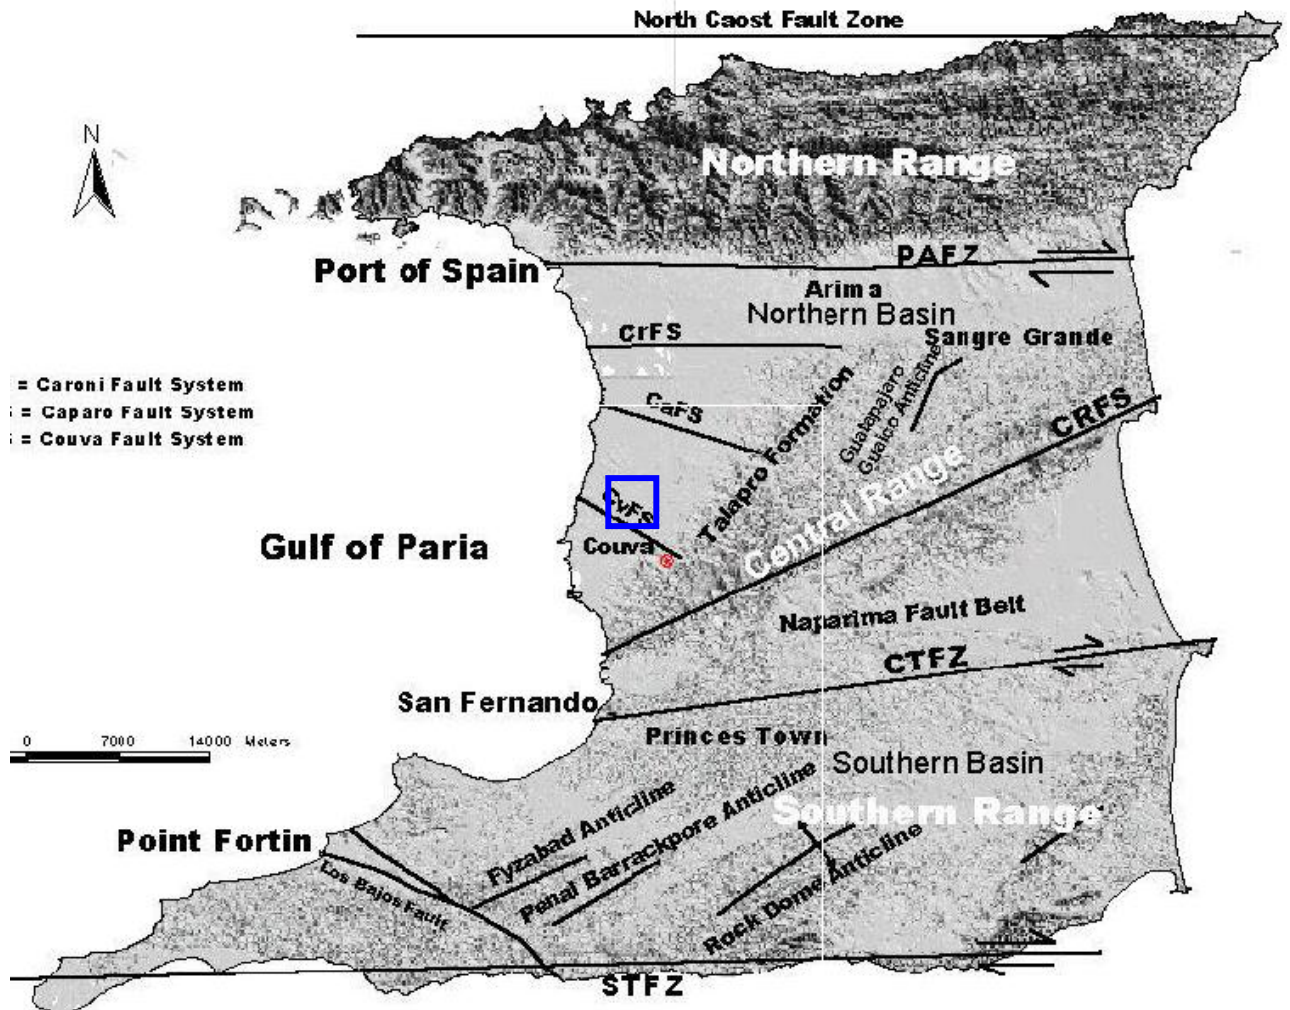 North Caost Fault Zone
N
Northern Range
PAFZ
Port of Spain
Arima
Northern Basin
CrFS
Sangre Grande
= Caroni Fault System
= Caparo Fault System
= Couva Fault System
CaFS
Guatapajaro
Guaico Anticline
CRFS
Talapro Formation
Central Range
CvFS
Couva
Gulf of Paria
Naparima Fault Belt
CTFZ
San Fernando
0 7000 14000 Meters
Princes Town
Southern Basin
Southern Range
Fyzabad Anticline
Penal Barrackpore Anticline
Rock Dome Anticline
Point Fortin
Los Bajos Fault
STFZ